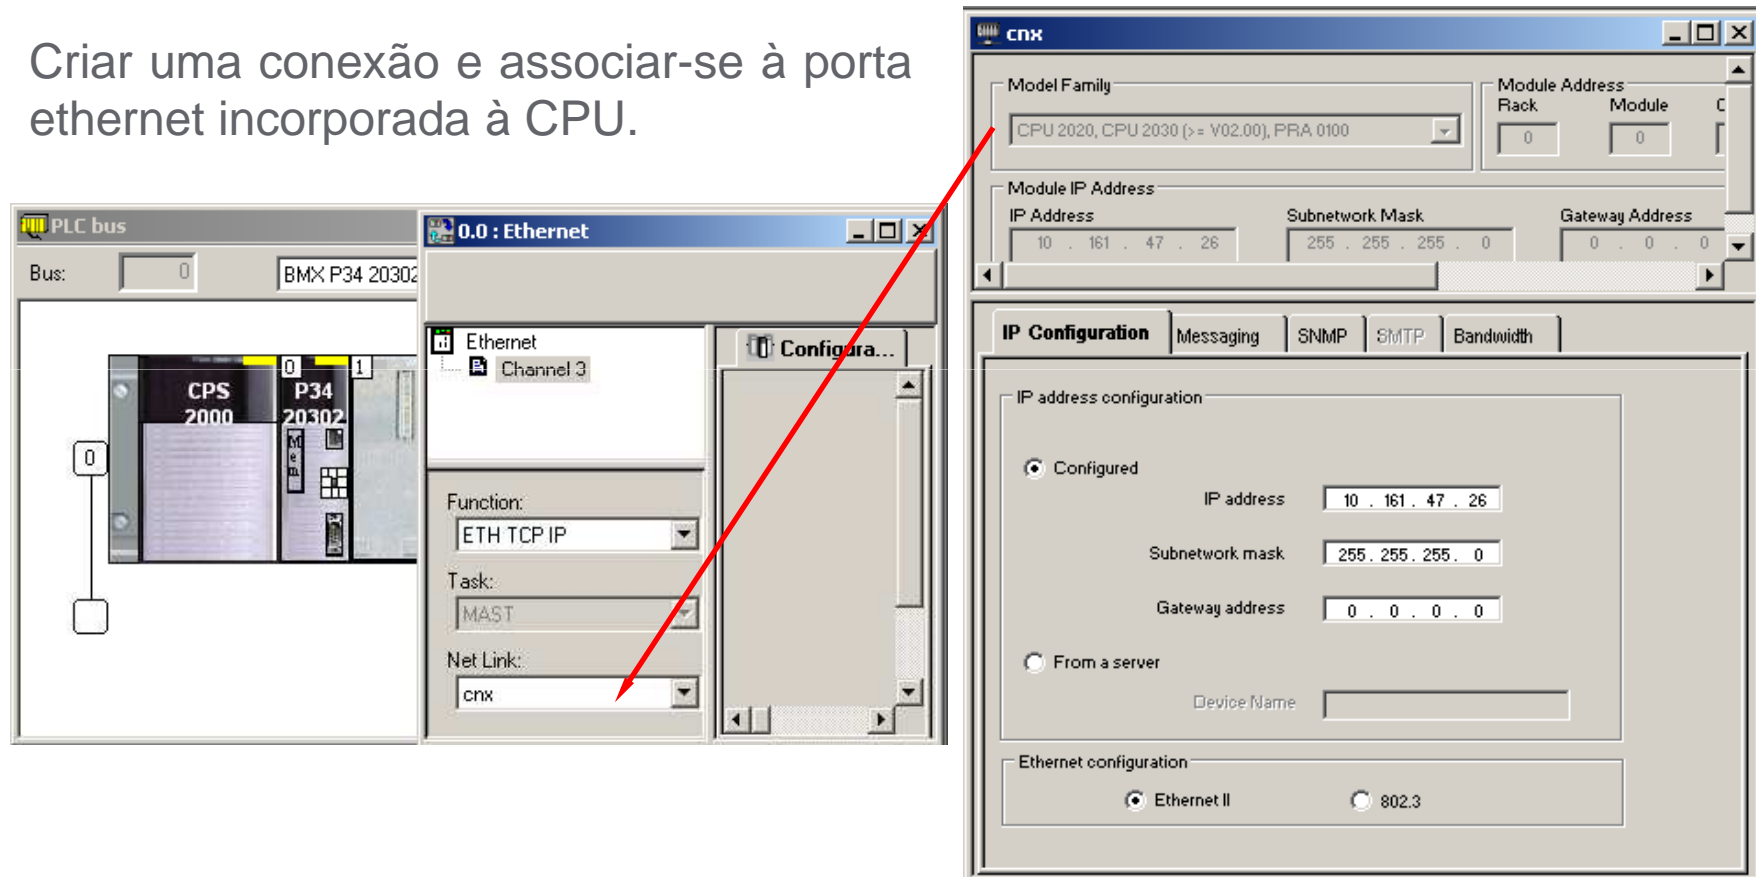 Criar uma conexão e associar-se à porta
ethernet incorporada à CPU.
PLC bus
Bus:
0
BMX P34 20302
CPS
2000
0
P34
20302
Mem
1
0
0.0 : Ethernet
Ethernet
Channel 3
Configura...
Function:
ETH TCP IP
Task:
MAST
Net Link:
cnx
cnx
Model Family
CPU 2020, CPU 2030 (>= V02.00), PRA 0100
Module Address
Rack Module C
0 0
Module IP Address
IP Address Subnetwork Mask Gateway Address
10 . 161 . 47 . 26 255 . 255 . 255 . 0 0 . 0 . 0
IP Configuration Messaging SNMP SMTP Bandwidth
IP address configuration
Configured
IP address 10 . 161 . 47 . 26
Subnetwork mask 255. 255. 255. 0
Gateway address 0 . 0 . 0 . 0
From a server
Device Name
Ethernet configuration
Ethernet II 802.3